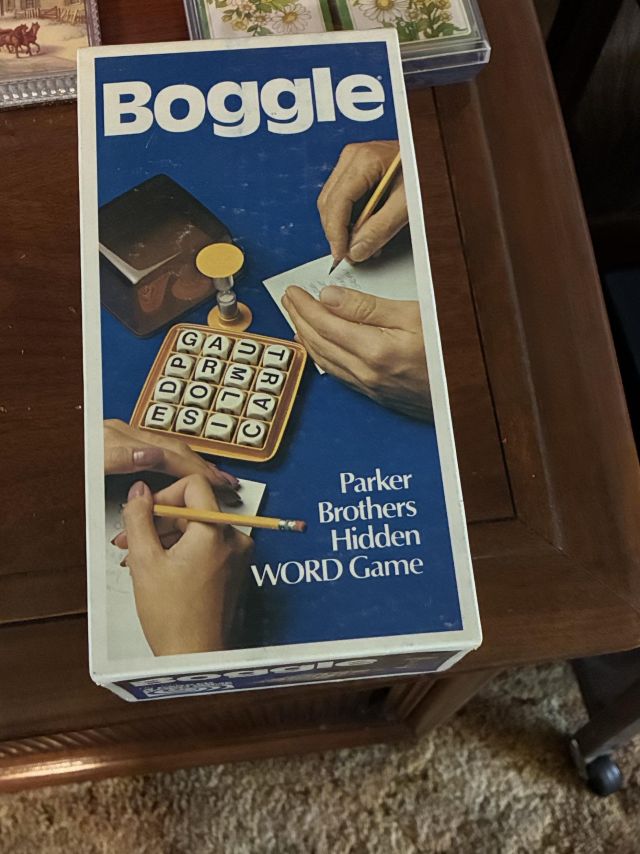 Boggle
G A U T
P R M R
D O L A
E S I C
Parker
Brothers
Hidden
WORD Game
Boggle